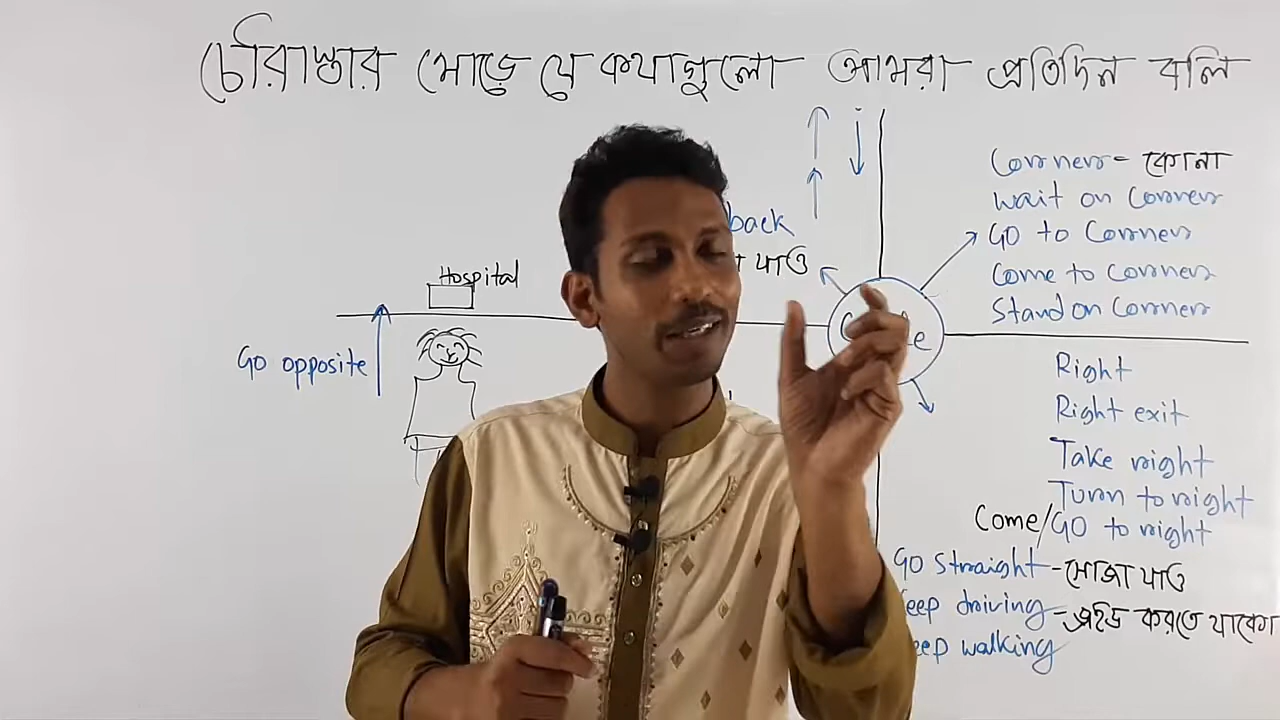 চৌরাস্তার মোড়ে যে কথাগুলো আমরা প্রতিদিন বলি
Corners - কোনা
Wait on Corners
Go to Corners
Come to Corners
Stand on Corners
back
যাও
Hospital
Go opposite
Right
Right exit
Take right
Turn to right
Come/Go to right
Go straight - সোজা যাও
driving - ড্রাইভ করতে থাকো
walking